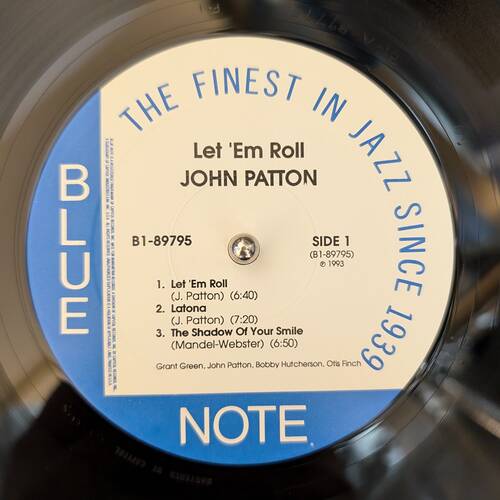 THE FINEST IN JAZZ SINCE 1939
Let 'Em Roll
JOHN PATTON
BLUE
B1-89795
SIDE 1
(B1-89795)
℗ 1993
1. Let 'Em Roll
(J. Patton) (6:40)
2. Latona
(J. Patton) (7:20)
3. The Shadow Of Your Smile
(Mandel-Webster) (6:50)
Grant Green, John Patton, Bobby Hutcherson, Otis Finch
NOTE